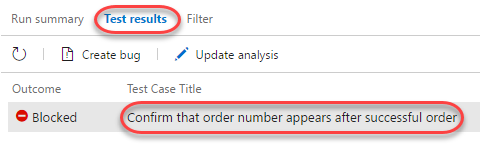 Run summary Test results Filter
Create bug Update analysis
Outcome Test Case Title
Blocked Confirm that order number appears after successful order